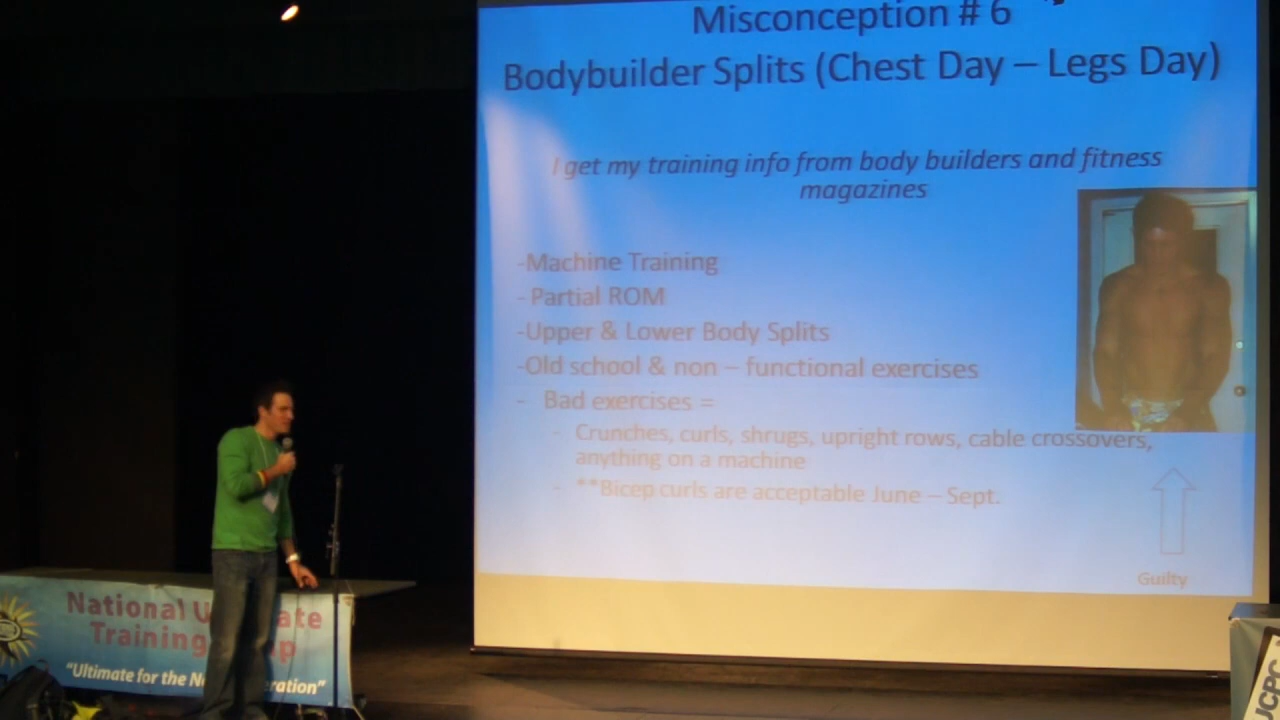 Misconception # 6
Bodybuilder Splits (Chest Day – Legs Day)
I get my training info from body builders and fitness
magazines
-Machine Training
- Partial ROM
-Upper & Lower Body Splits
-Old school & non – functional exercises
- Bad exercises =
- Crunches, curls, shrugs, upright rows, cable crossovers,
anything on a machine
- **Bicep curls are acceptable June – Sept.
Guilty
National
Training
"Ultimate for the
UCPC